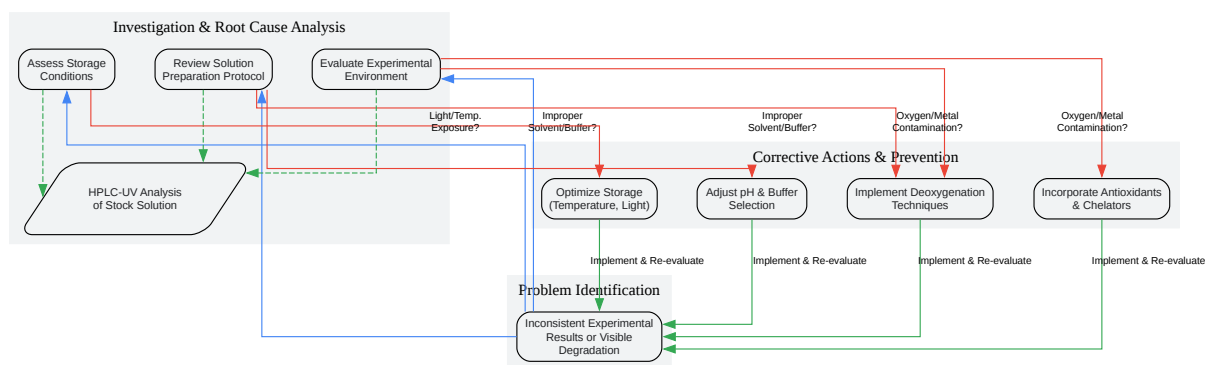 Investigation & Root Cause Analysis
Assess Storage
Conditions
Review Solution
Preparation Protocol
Evaluate Experimental
Environment
Light/Temp.
Exposure?
Improper
Solvent/Buffer?
Improper
Solvent/Buffer?
Oxygen/Metal
Contamination?
Oxygen/Metal
Contamination?
HPLC-UV Analysis
of Stock Solution
Corrective Actions & Prevention
Optimize Storage
(Temperature, Light)
Adjust pH & Buffer
Selection
Implement Deoxygenation
Techniques
Incorporate Antioxidants
& Chelators
Implement & Re-evaluate
Implement & Re-evaluate
Implement & Re-evaluate
Implement & Re-evaluate
Problem Identification
Inconsistent Experimental
Results or Visible
Degradation